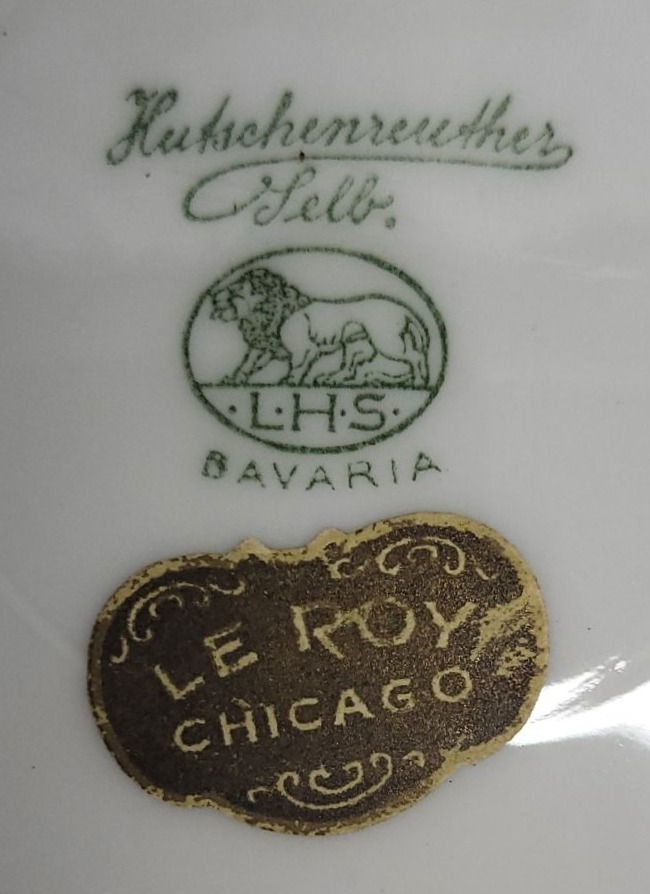 Hutschenreuther
Selb.
·L·H·S·
BAVARIA
LE ROY
CHICAGO